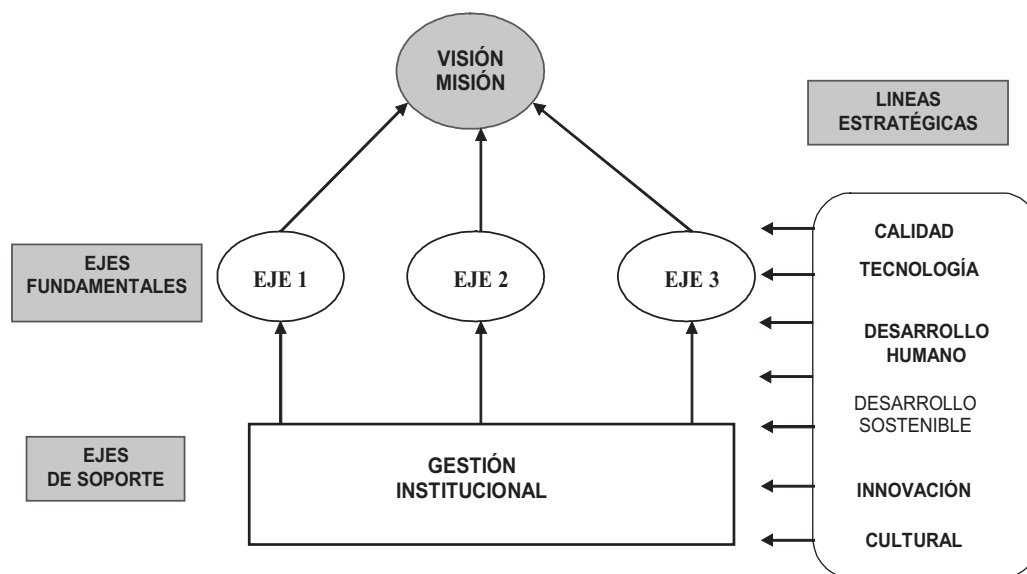 VISIÓN
MISIÓN
LINEAS
ESTRATÉGICAS
EJES
FUNDAMENTALES
EJE 1
EJE 2
EJE 3
CALIDAD
TECNOLOGÍA
DESARROLLO
HUMANO
DESARROLLO
SOSTENIBLE
INNOVACIÓN
CULTURAL
EJES
DE SOPORTE
GESTIÓN
INSTITUCIONAL